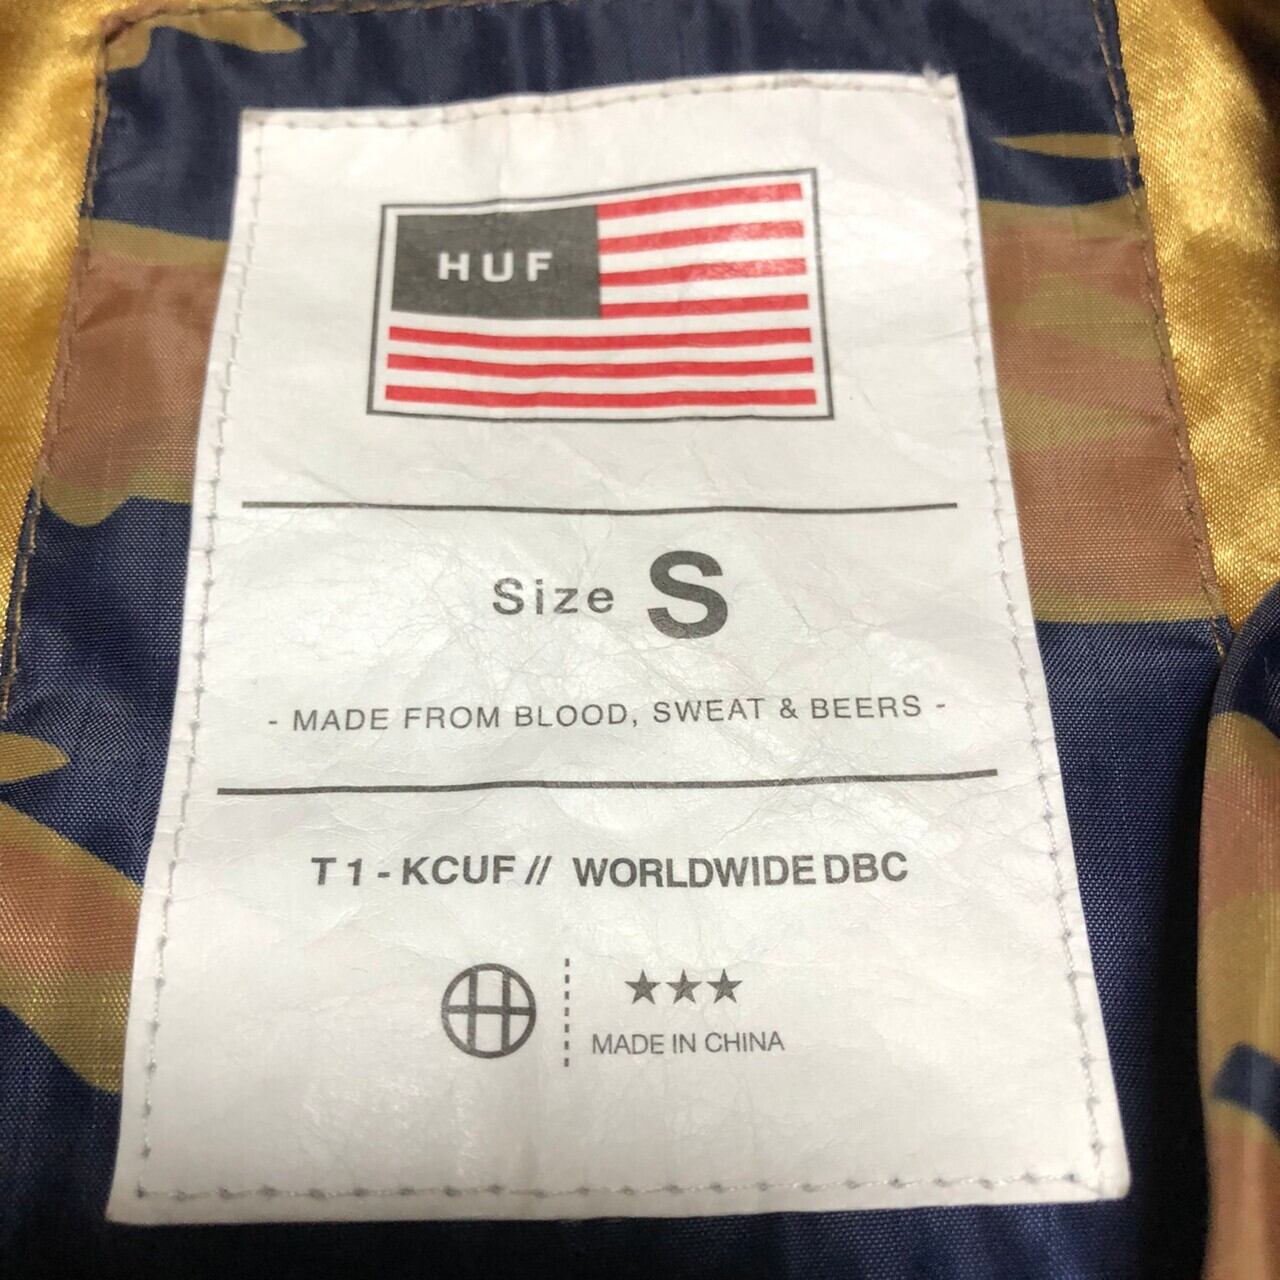 HUF
Size S
- MADE FROM BLOOD, SWEAT & BEERS -
T1-KCUF // WORLDWIDE DBC
MADE IN CHINA